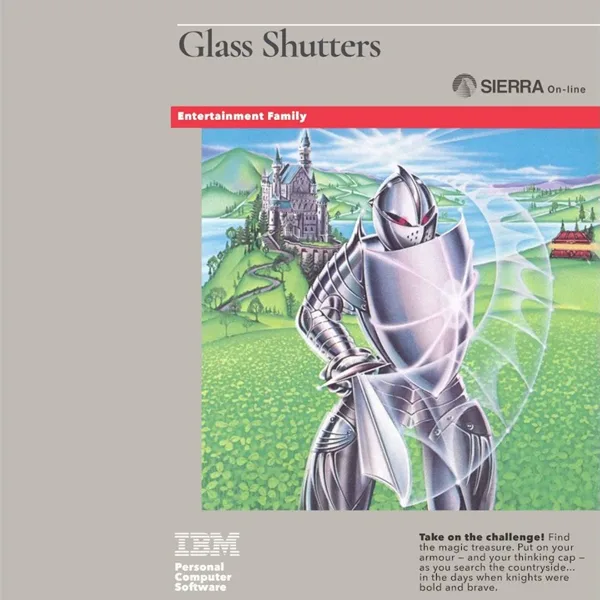 Glass Shutters
SIERRA On-line
Entertainment Family
IBM
Personal
Computer
Software
Take on the challenge! Find
the magic treasure. Put on your
armour – and your thinking cap –
as you search the countryside...
in the days when knights were
bold and brave.